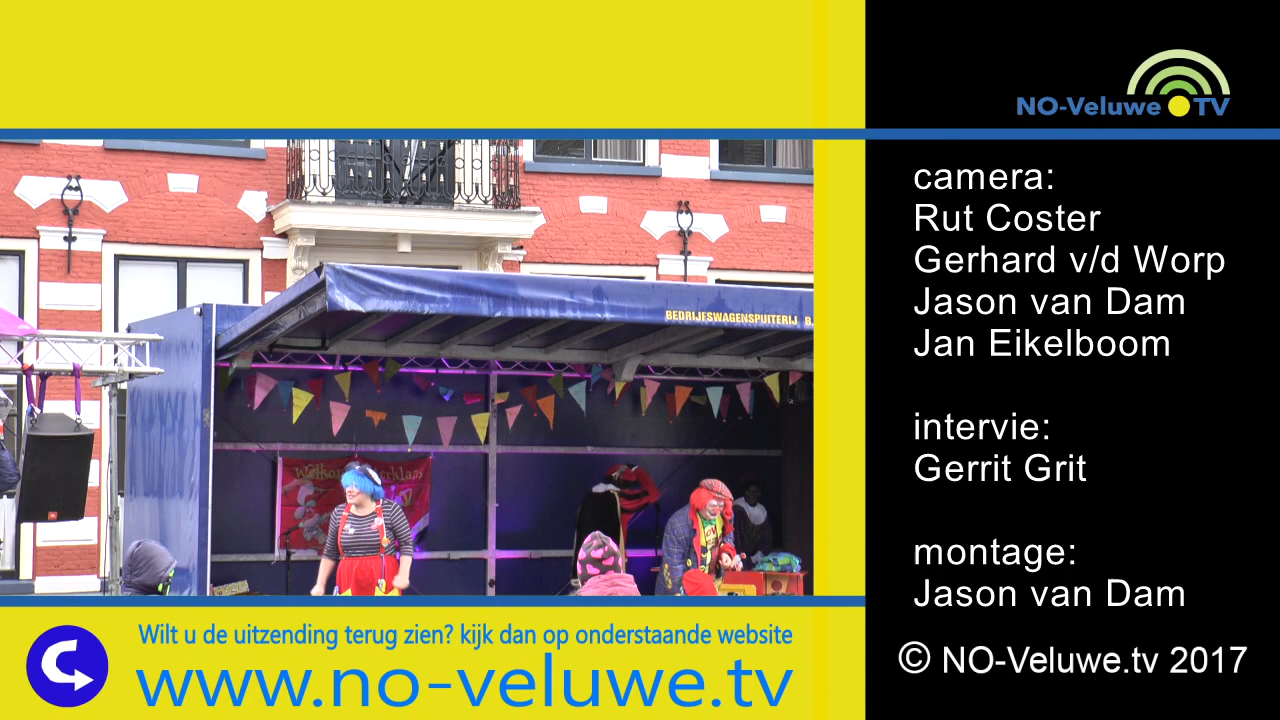 NO-Veluwe TV
camera:
Rut Coster
Gerhard v/d Worp
Jason van Dam
Jan Eikelboom
intervie:
Gerrit Grit
montage:
Jason van Dam
© NO-Veluwe.tv 2017
BEDRIJFSWAGENSPUITERIJ B.
Wilt u de uitzending terug zien? kijk dan op onderstaande website
www.no-veluwe.tv